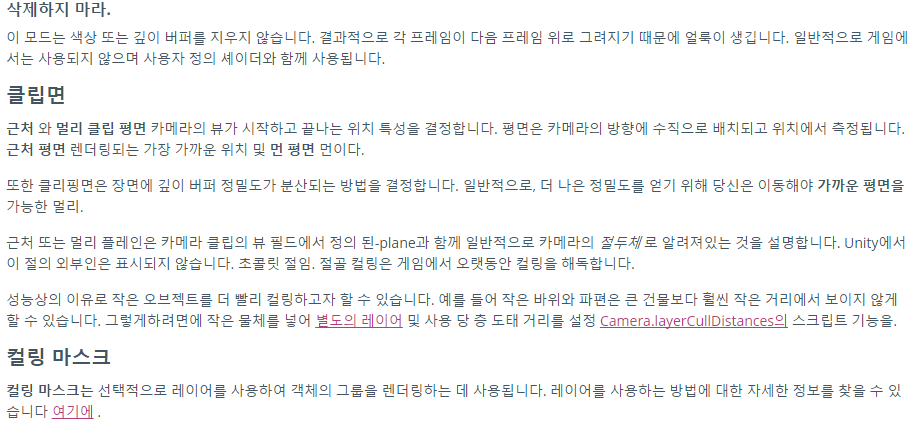 삭제하지 마라.
이 모드는 색상 또는 깊이 버퍼를 지우지 않습니다. 결과적으로 각 프레임이 다음 프레임 위로 그려지기 때문에 얼룩이 생깁니다. 일반적으로 게임에
서는 사용되지 않으며 사용자 정의 셰이더와 함께 사용됩니다.
클립면
근처 와 멀리 클립 평면 카메라의 뷰가 시작하고 끝나는 위치 특성을 결정합니다. 평면은 카메라의 방향에 수직으로 배치되고 위치에서 측정됩니다.
근처 평면 렌더링되는 가장 가까운 위치 및 먼 평면 먼이다.
또한 클리핑면은 장면에 깊이 버퍼 정밀도가 분산되는 방법을 결정합니다. 일반적으로, 더 나은 정밀도를 얻기 위해 당신은 이동해야 가까운 평면을
가능한 멀리.
근처 또는 멀리 플레인은 카메라 클립의 뷰 필드에서 정의 된-plane과 함께 일반적으로 카메라의 절두체 로 알려져있는 것을 설명합니다. Unity에서
이 절의 외부인은 표시되지 않습니다. 초콜릿 절임. 절골 컬링은 게임에서 오랫동안 컬링을 해독합니다.
성능상의 이유로 작은 오브젝트를 더 빨리 컬링하고자 할 수 있습니다. 예를 들어 작은 바위와 파편은 큰 건물보다 훨씬 작은 거리에서 보이지 않게
할 수 있습니다. 그렇게하려면에 작은 물체를 넣어 별도의 레이어 및 사용 당 층 도태 거리를 설정 Camera.layerCullDistances의 스크립트 기능을.
컬링 마스크
컬링 마스크는 선택적으로 레이어를 사용하여 객체의 그룹을 렌더링하는 데 사용됩니다. 레이어를 사용하는 방법에 대한 자세한 정보를 찾을 수 있
습니다 여기에 .